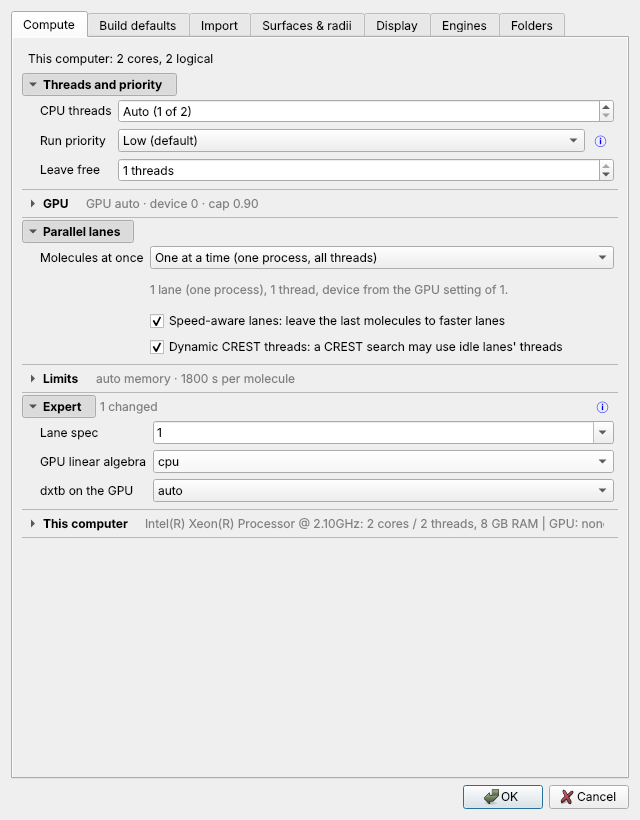 Compute Build defaults Import Surfaces & radii Display Engines Folders
This computer: 2 cores, 2 logical
Threads and priority
CPU threads Auto (1 of 2)
Run priority Low (default)
Leave free 1 threads
GPU GPU auto · device 0 · cap 0.90
Parallel lanes
Molecules at once One at a time (one process, all threads)
1 lane (one process), 1 thread, device from the GPU setting of 1.
Speed-aware lanes: leave the last molecules to faster lanes
Dynamic CREST threads: a CREST search may use idle lanes' threads
Limits auto memory · 1800 s per molecule
Expert 1 changed
Lane spec 1
GPU linear algebra cpu
dxtb on the GPU auto
This computer Intel(R) Xeon(R) Processor @ 2.10GHz: 2 cores / 2 threads, 8 GB RAM | GPU: none
OK Cancel